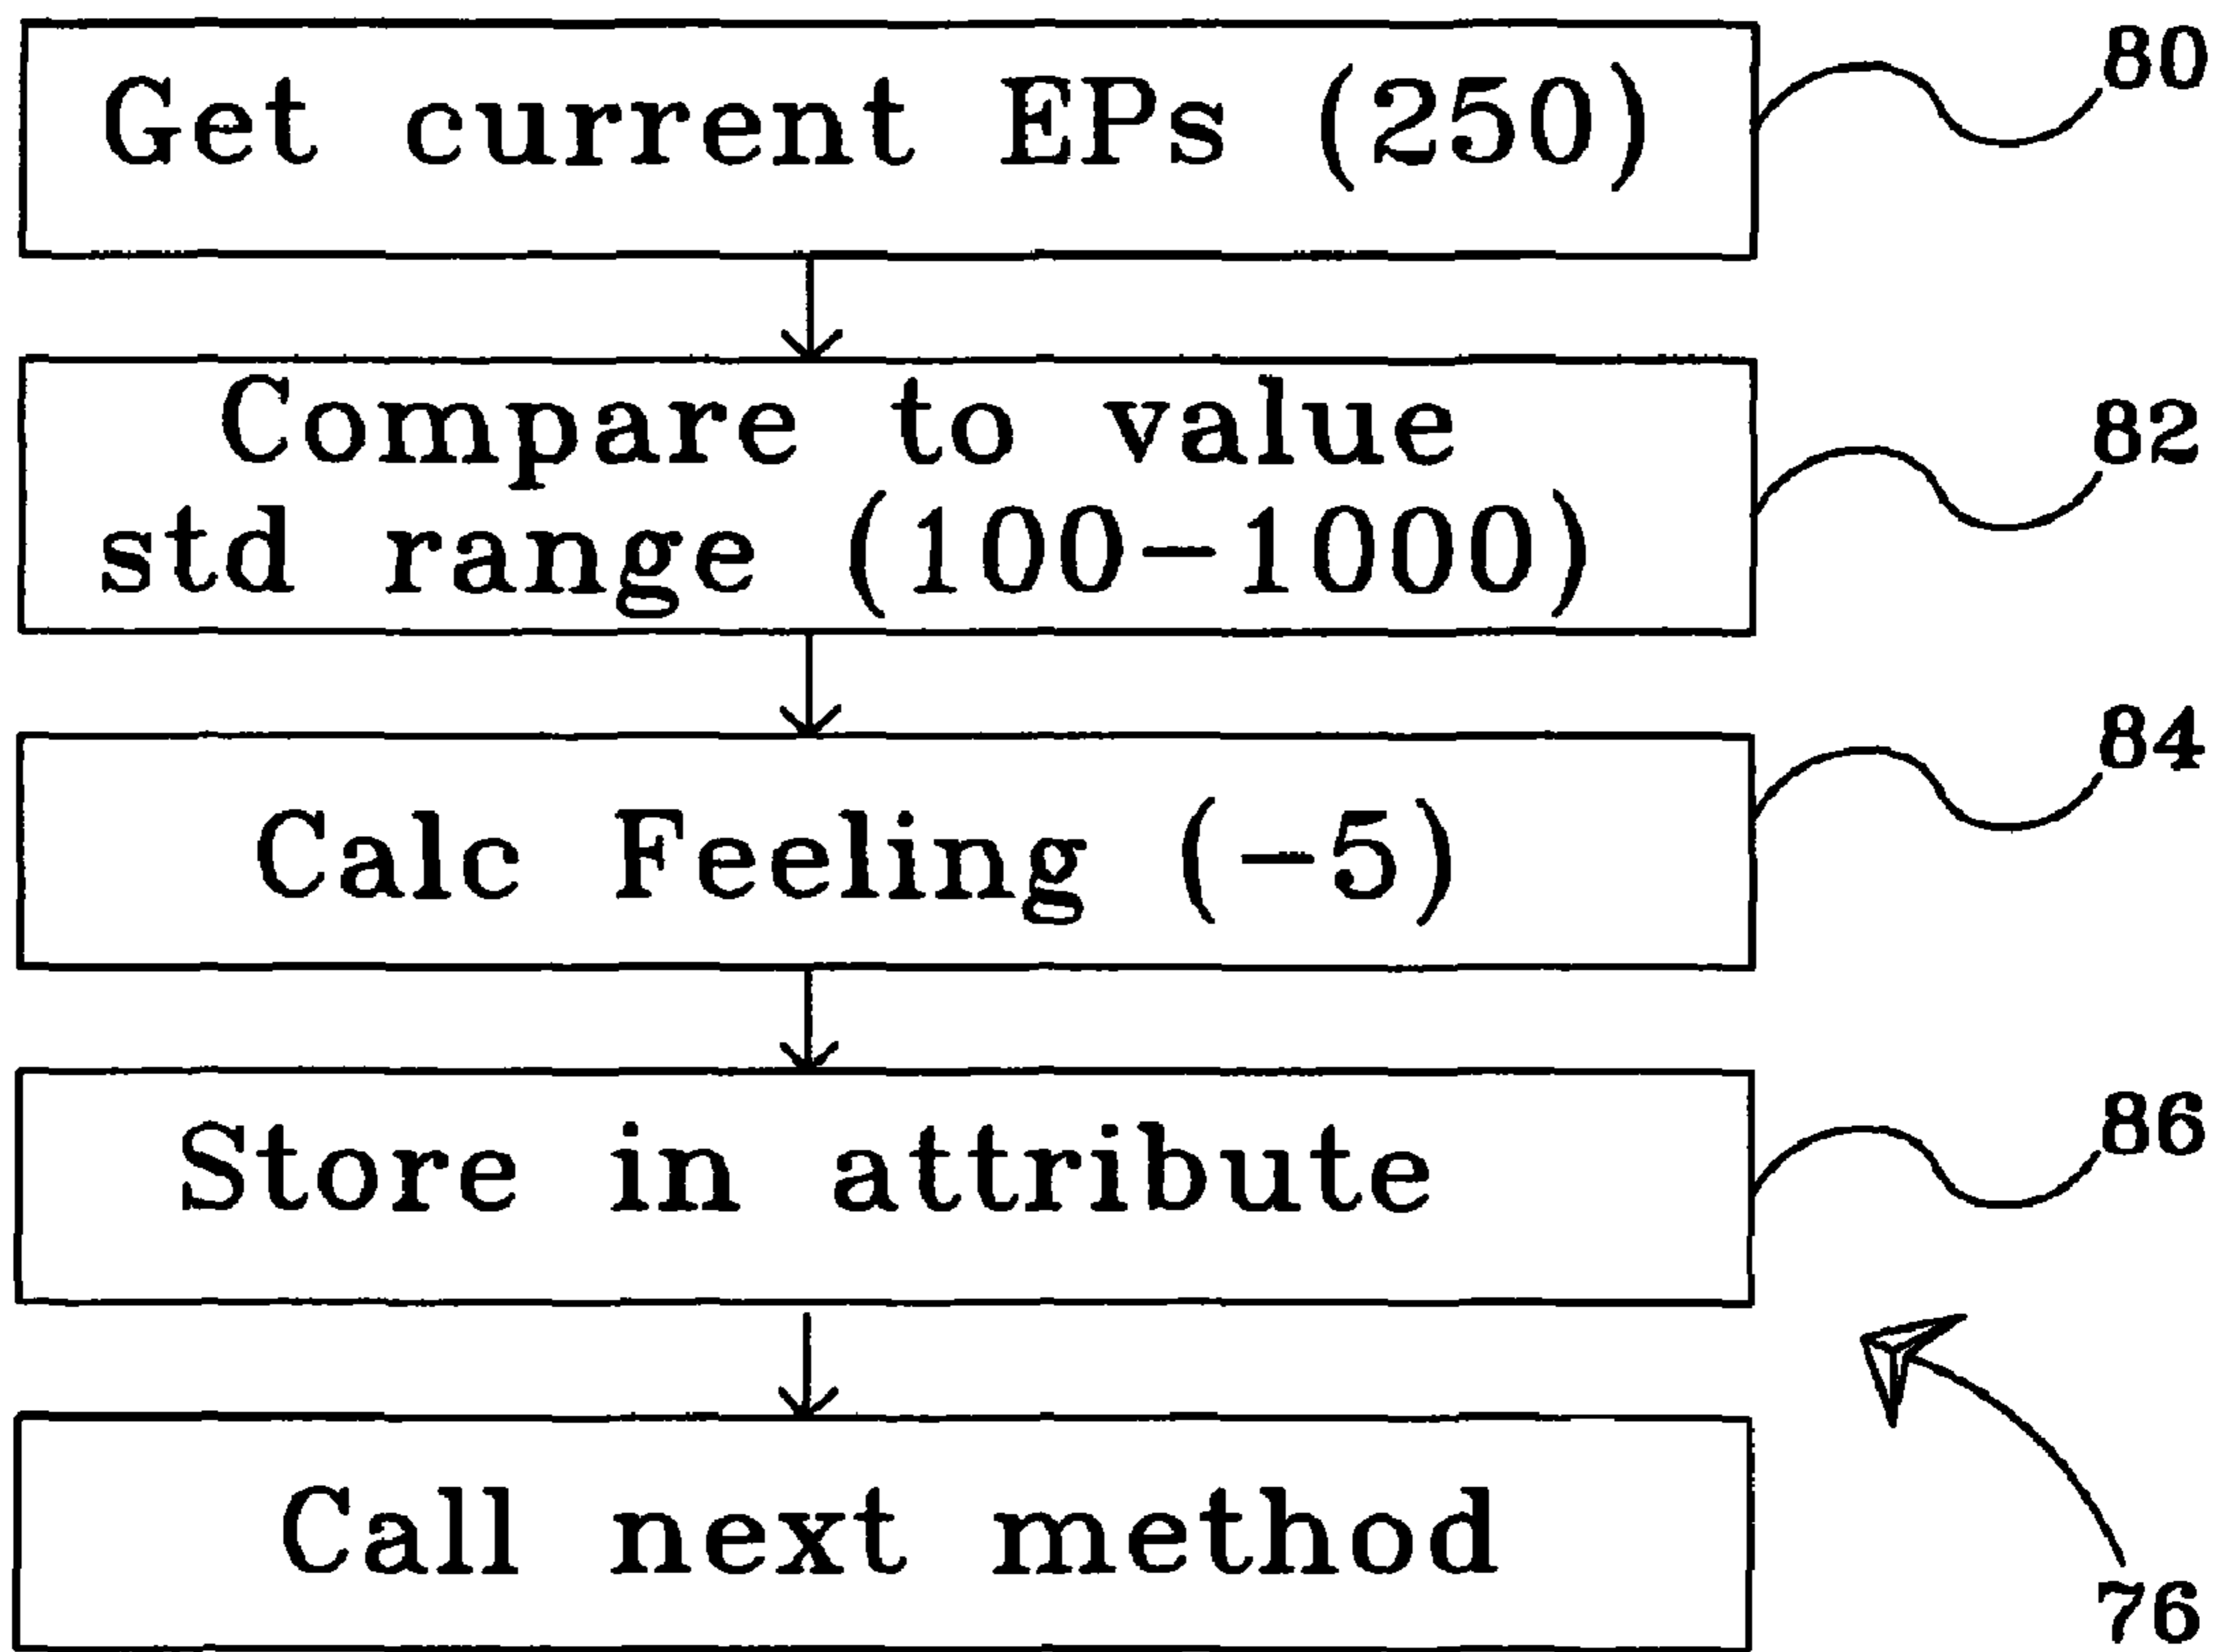 Get current EPs (250)
80
Compare to value
std range (100-1000)
82
Calc Feeling (-5)
84
Store in attribute
86
Call next method
76